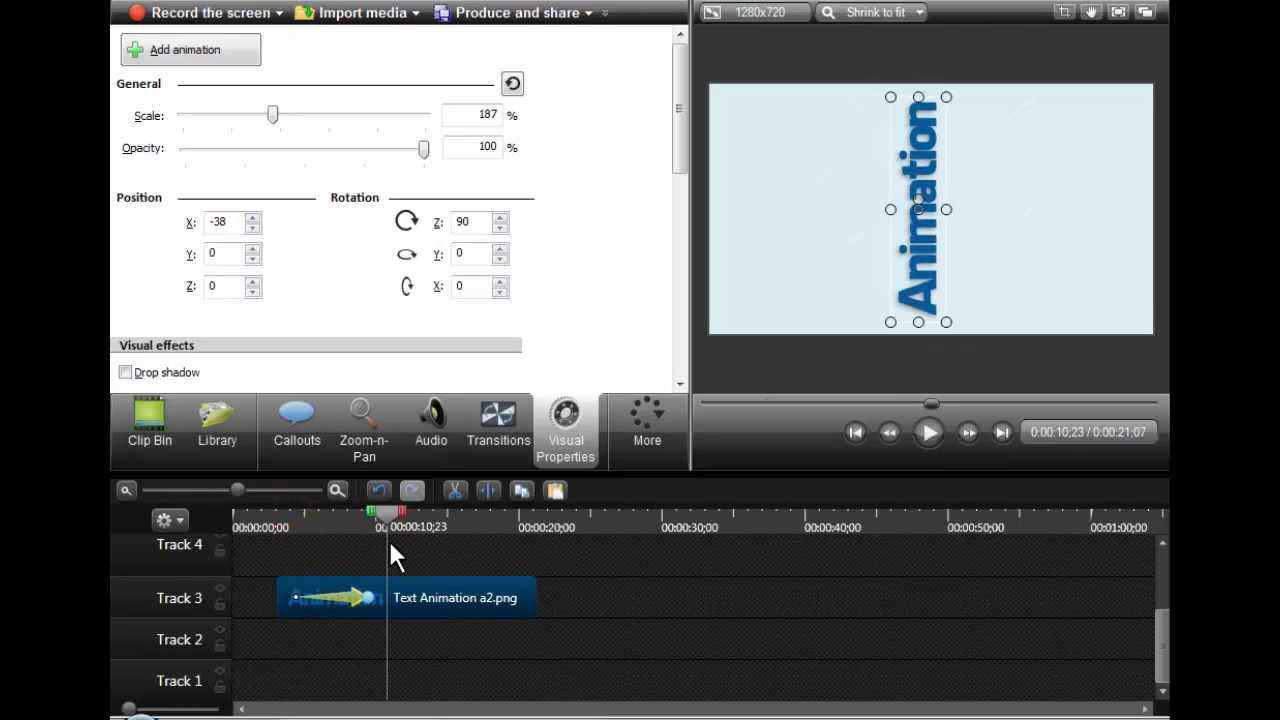 Record the screen Import media Produce and share
1280x720 Shrink to fit
Add animation
General
Scale: 187 %
Opacity: 100 %
Position Rotation
X: -38 Z: 90
Y: 0 Y: 0
Z: 0 X: 0
Visual effects
Drop shadow
Animation
Clip Bin
Library
Callouts
Zoom-n-
Pan
Audio
Transitions
Visual
Properties
More
0:00:10;23 / 0:00:21;07
00:00:00;00 00:00:10;23 00:00:20;00 00:00:30;00 00:00:40;00 00:00:50;00 00:01:00;00
Track 4
Track 3 Animation Text Animation a2.png
Track 2
Track 1